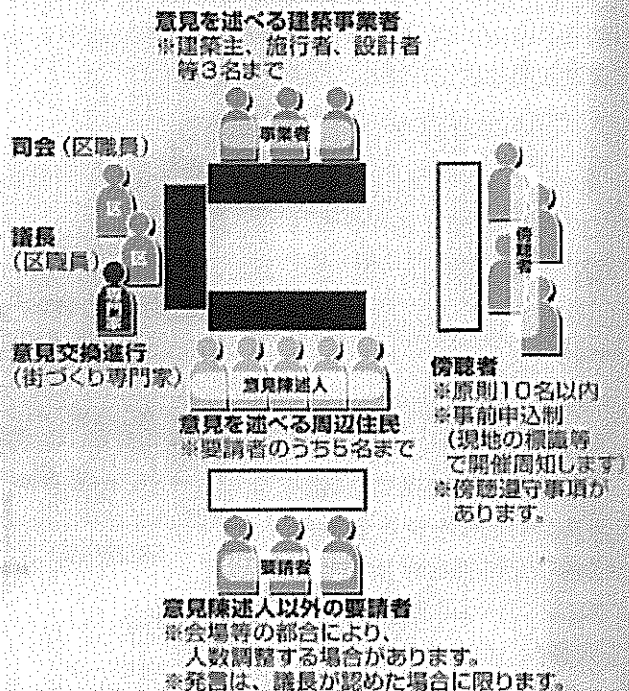 意見を述べる建築事業者
※建築主、施行者、設計者
等3名まで
事業者
司会（区職員）
区
議長
（区職員）
区
意見交換進行
（街づくり専門家）
意見陳述人
意見を述べる周辺住民
※要請者のうち5名まで
傍聴者
傍聴者
※原則10名以内
※事前申込制
（現地の標識等
で開催周知します）
※傍聴遵守事項が
あります。
要請者
意見陳述人以外の要請者
※会場等の都合により、
人数調整する場合があります。
※発言は、議長が認めた場合に限ります。